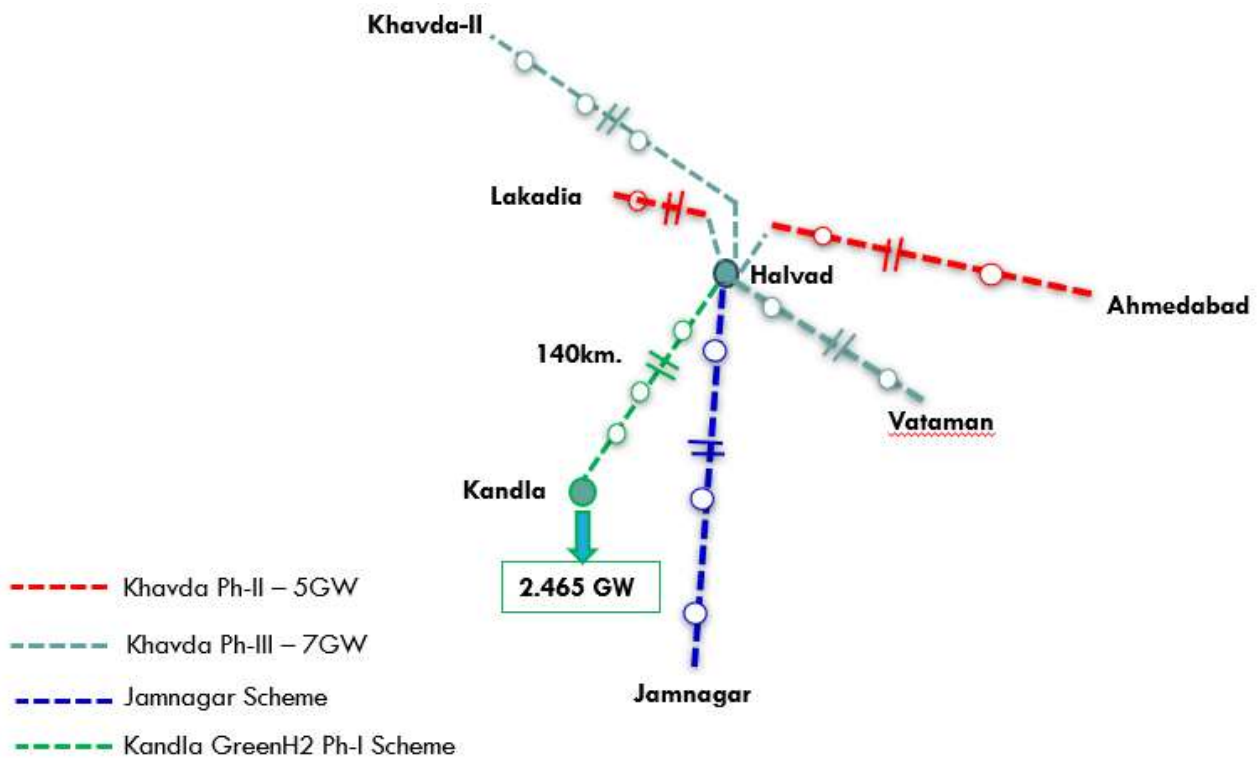 Khavda-II
Lakadia
Halvad
Ahmedabad
140km.
Vataman
Kandla
2.465 GW
Khavda Ph-II – 5GW
Khavda Ph-III – 7GW
Jamnagar
Jamnagar Scheme
Kandla GreenH2 Ph-I Scheme